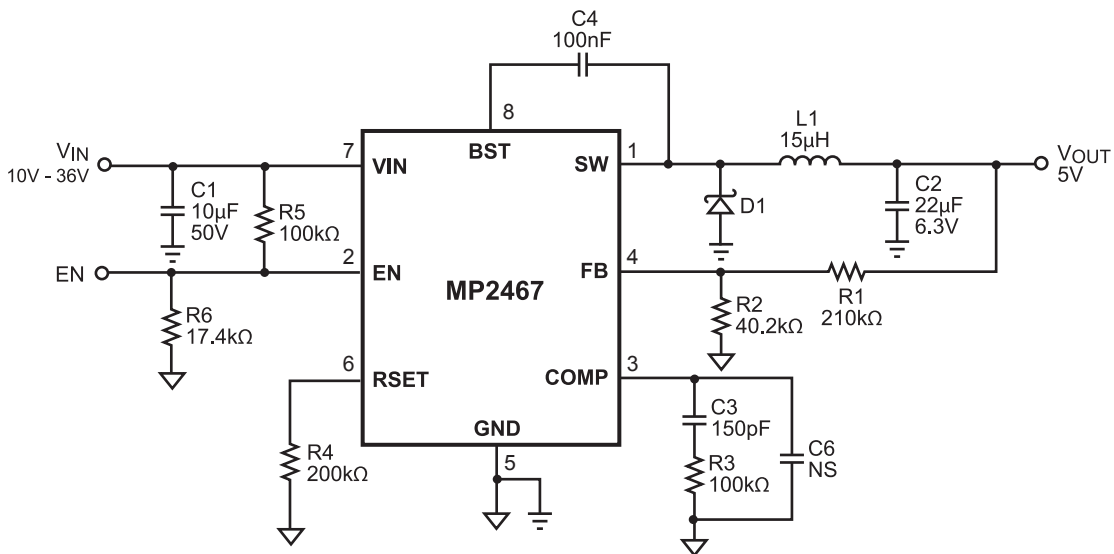 C4
100nF
8
BST
VIN
10V - 36V
7
VIN
C1
10µF
50V
R5
100kΩ
EN
2
EN
R6
17.4kΩ
6
RSET
R4
200kΩ
MP2467
GND
5
SW
1
L1
15µH
VOUT
5V
D1
C2
22µF
6.3V
FB
4
R2
40.2kΩ
R1
210kΩ
COMP
3
C3
150pF
R3
100kΩ
C6
NS